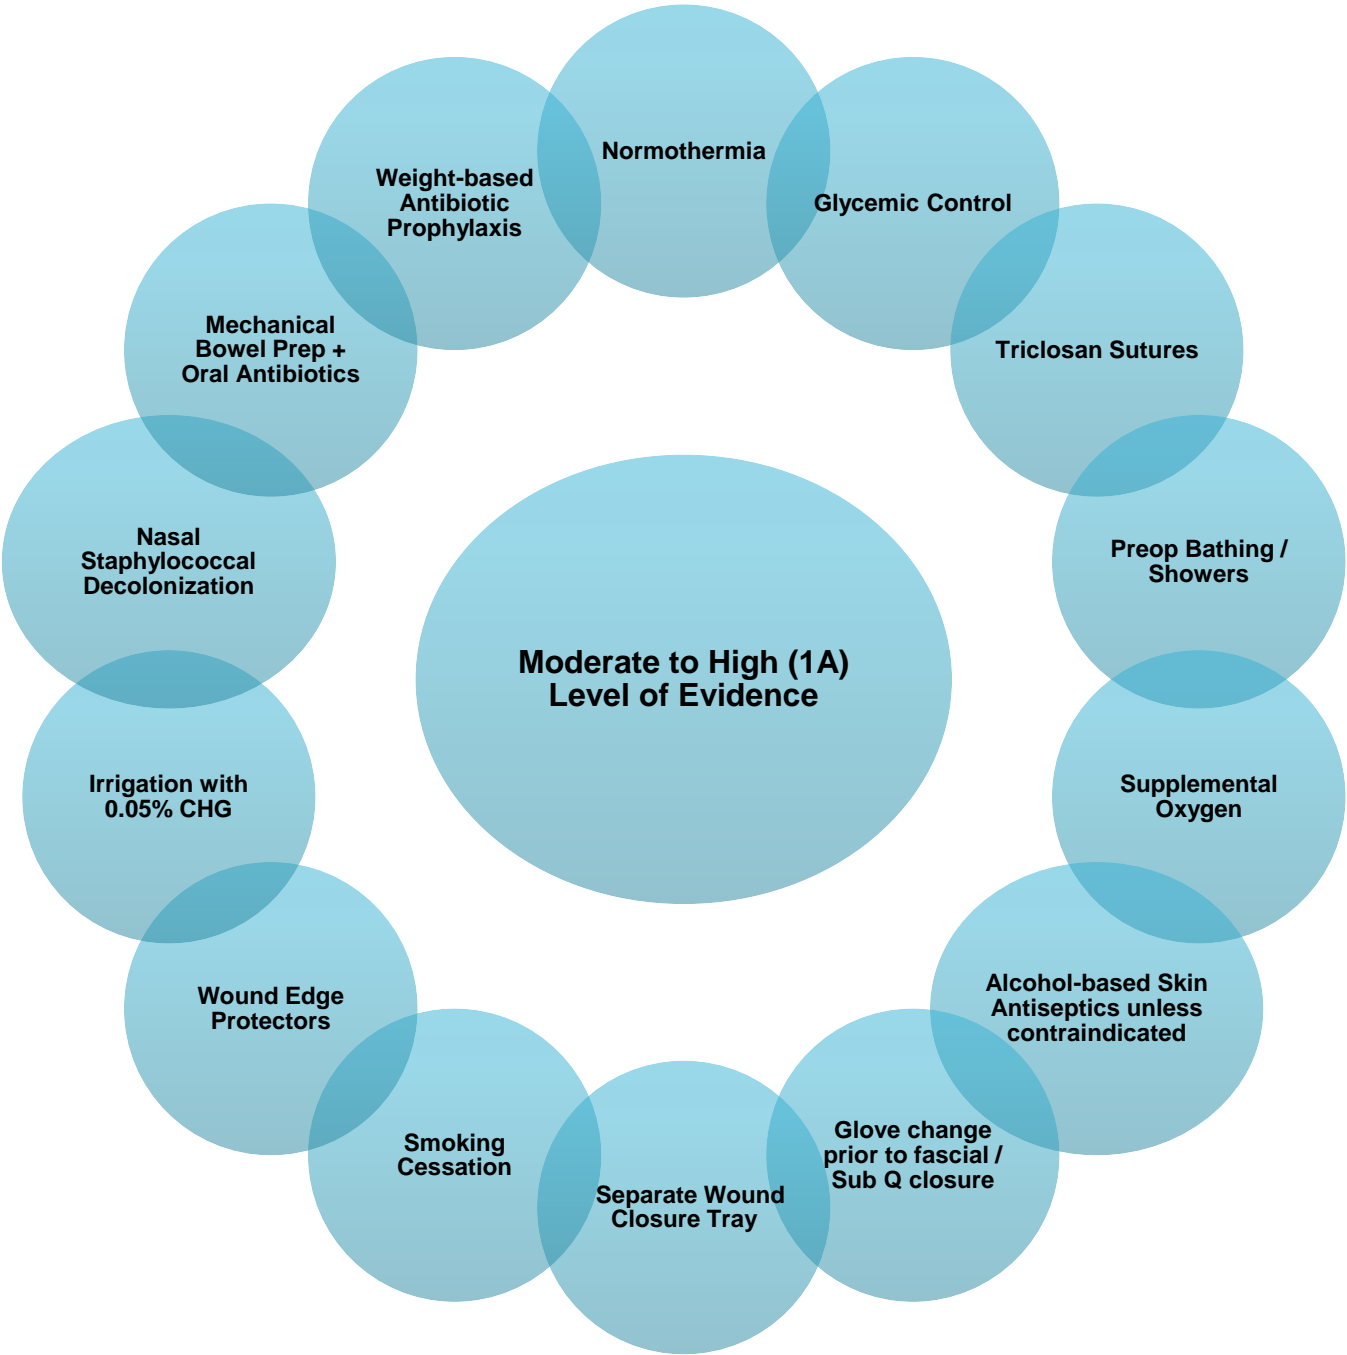 Normothermia
Glycemic Control
Triclosan Sutures
Preop Bathing /
Showers
Supplemental
Oxygen
Alcohol-based Skin
Antiseptics unless
contraindicated
Glove change
prior to fascial /
Sub Q closure
Separate Wound
Closure Tray
Smoking
Cessation
Wound Edge
Protectors
Irrigation with
0.05% CHG
Nasal
Staphylococcal
Decolonization
Mechanical
Bowel Prep +
Oral Antibiotics
Weight-based
Antibiotic
Prophylaxis
Moderate to High (1A)
Level of Evidence